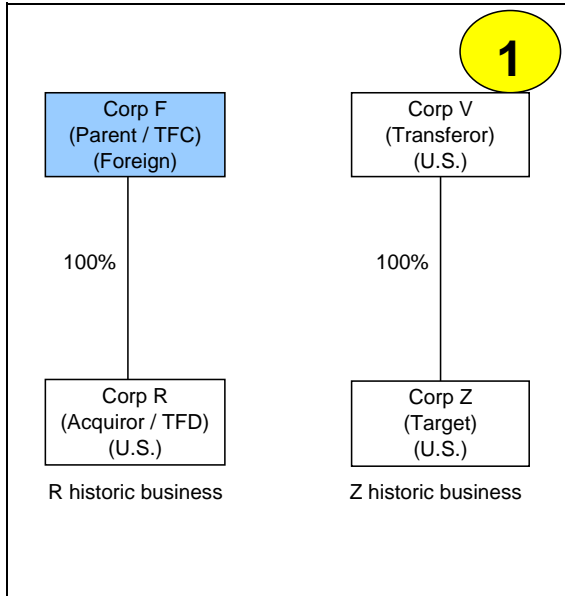 1
Corp F
(Parent / TFC)
(Foreign)
Corp V
(Transferor)
(U.S.)
100%
100%
Corp R
(Acquiror / TFD)
(U.S.)
Corp Z
(Target)
(U.S.)
R historic business
Z historic business